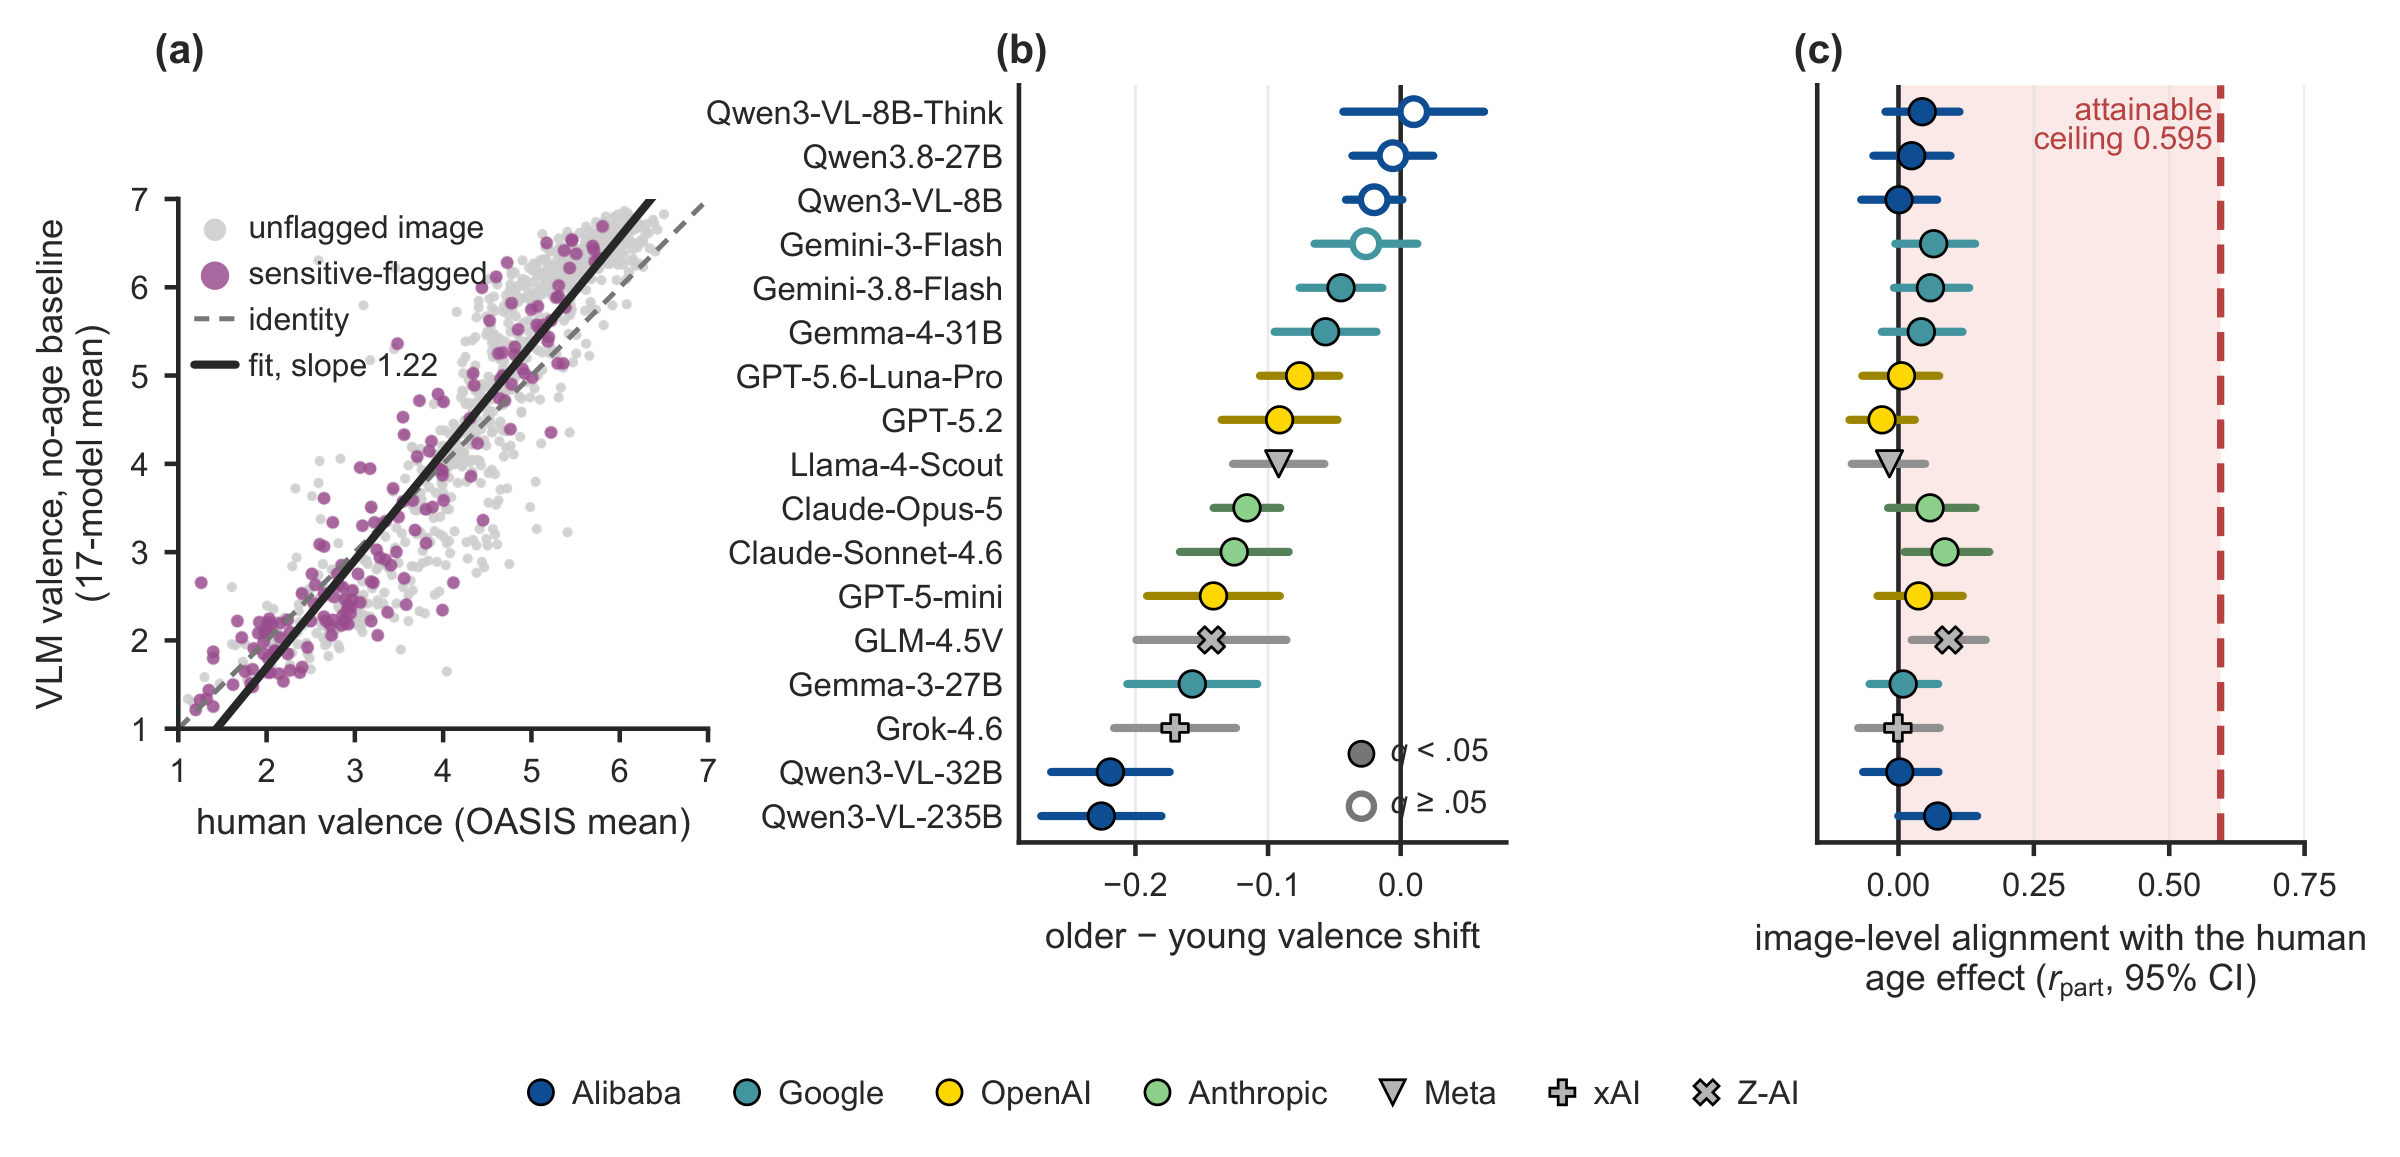 (a)
7
6
5
4
3
2
1
1 2 3 4 5 6 7
VLM valence, no-age baseline
(17-model mean)
human valence (OASIS mean)
unflagged image
sensitive-flagged
identity
fit, slope 1.22
(b)
Qwen3-VL-8B-Think
Qwen3.8-27B
Qwen3-VL-8B
Gemini-3-Flash
Gemini-3.8-Flash
Gemma-4-31B
GPT-5.6-Luna-Pro
GPT-5.2
Llama-4-Scout
Claude-Opus-5
Claude-Sonnet-4.6
GPT-5-mini
GLM-4.5V
Gemma-3-27B
Grok-4.6
Qwen3-VL-32B
Qwen3-VL-235B
q < .05
q ≥ .05
−0.2 −0.1 0.0
older − young valence shift
(c)
attainable
ceiling 0.595
0.00 0.25 0.50 0.75
image-level alignment with the human
age effect (rpart, 95% CI)
Alibaba Google OpenAI Anthropic Meta xAI Z-AI